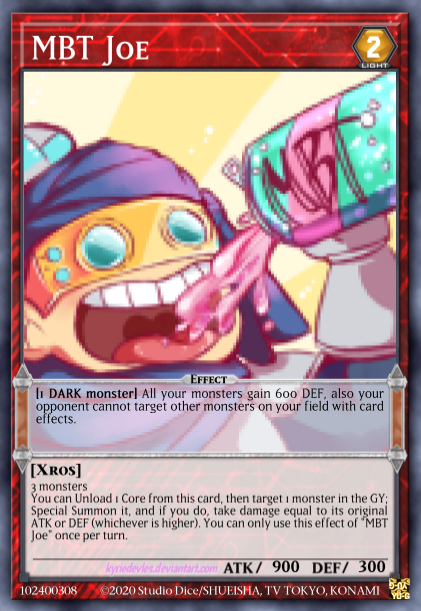 MBT Joe
2
LIGHT
MBT
Effect
[1 DARK monster] All your monsters gain 600 DEF, also your
opponent cannot target other monsters on your field with card
effects.
[Xros]
3 monsters
You can Unload 1 Core from this card, then target 1 monster in the GY;
Special Summon it, and if you do, take damage equal to its original
ATK or DEF (whichever is higher). You can only use this effect of "MBT
Joe" once per turn.
kyriedevles.deviantart.com ATK/ 900 DEF/ 300
102400308 ©2020 Studio Dice/SHUEISHA, TV TOKYO, KONAMI